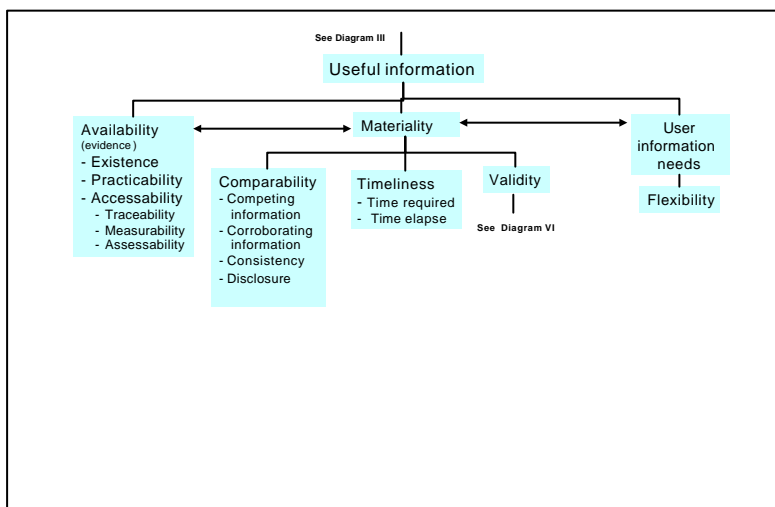 See Diagram III
Useful information
Availability
(evidence)
- Existence
- Practicability
- Accessability
- Traceability
- Measurability
- Assessability
Materiality
User
information
needs
Flexibility
Comparability
- Competing
information
- Corroborating
information
- Consistency
- Disclosure
Timeliness
- Time required
- Time elapse
Validity
See Diagram VI